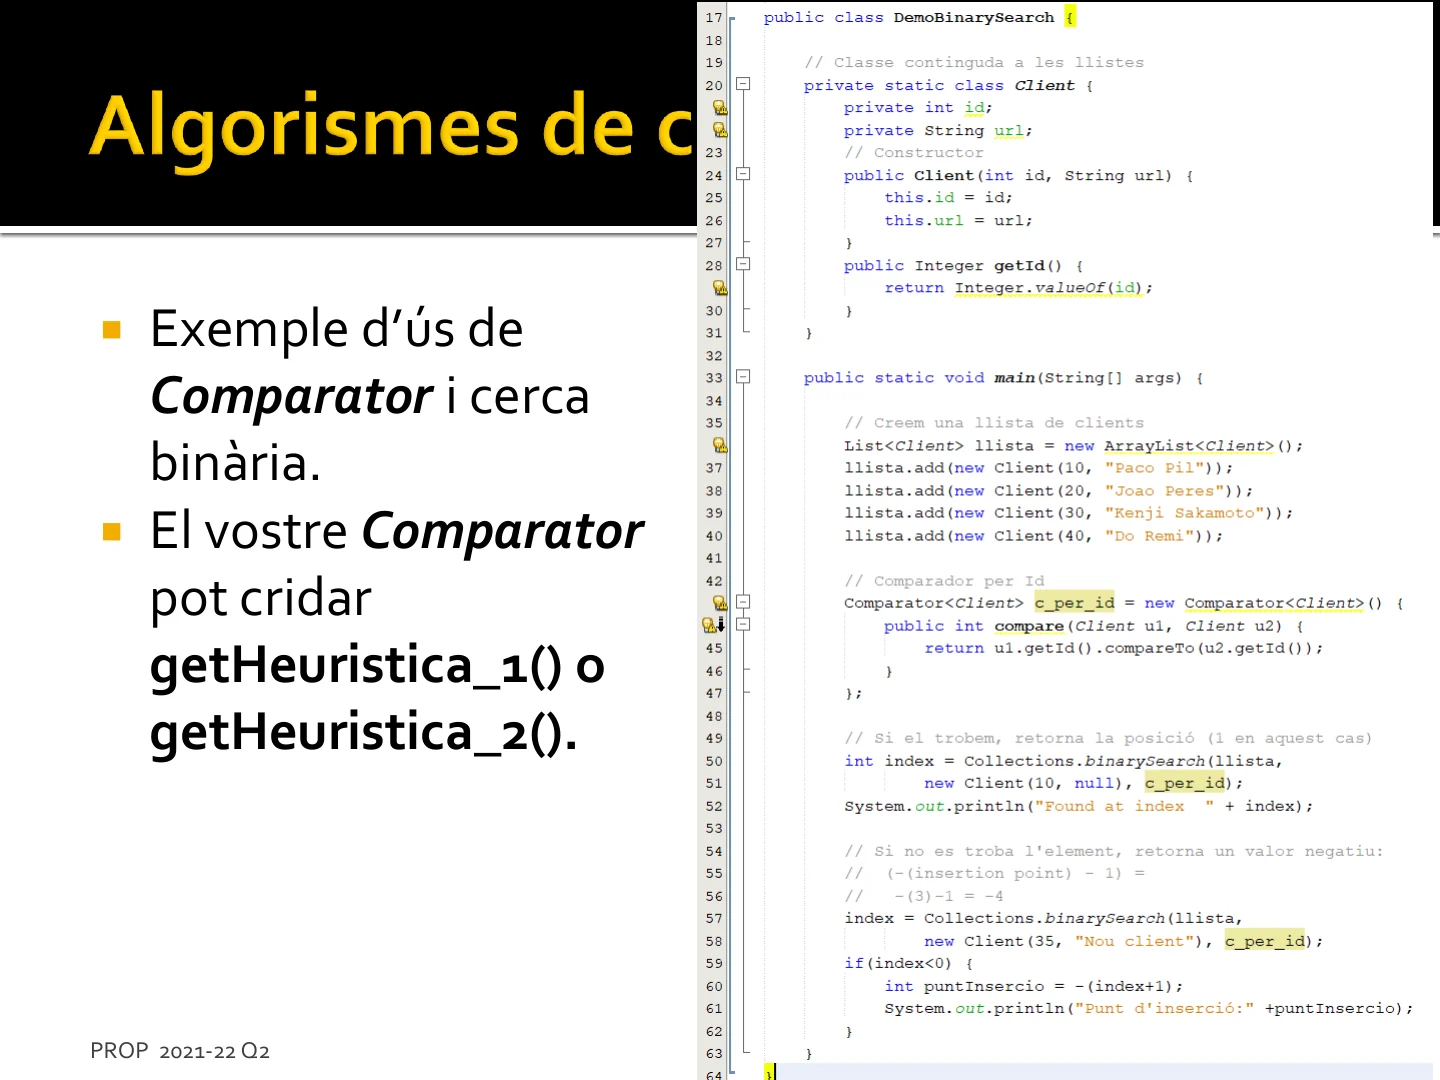 Algorismes de c
Exemple d’ús de
Comparator i cerca
binària.
El vostre Comparator
pot cridar
getHeuristica_1() o
getHeuristica_2().
PROP 2021-22 Q2
17 public class DemoBinarySearch {
18
19 // Classe continguda a les llistes
20 private static class Client {
private int id;
private String url;
23 // Constructor
24 public Client(int id, String url) {
25 this.id = id;
26 this.url = url;
27 }
28 public Integer getId() {
return Integer.valueOf(id);
30 }
31 }
32
33 public static void main(String[] args) {
34
35 // Creem una llista de clients
List<Client> llista = new ArrayList<Client>();
37 llista.add(new Client(10, "Paco Pil"));
38 llista.add(new Client(20, "Joao Peres"));
39 llista.add(new Client(30, "Kenji Sakamoto"));
40 llista.add(new Client(40, "Do Remi"));
41
42 // Comparador per Id
Comparator<Client> c_per_id = new Comparator<Client>() {
public int compare(Client u1, Client u2) {
45 return u1.getId().compareTo(u2.getId());
46 }
47 };
48
49 // Si el trobem, retorna la posició (1 en aquest cas)
50 int index = Collections.binarySearch(llista,
51 new Client(10, null), c_per_id);
52 System.out.println("Found at index  " + index);
53
54 // Si no es troba l'element, retorna un valor negatiu:
55 // (-(insertion point) - 1) =
56 // -(3)-1 = -4
57 index = Collections.binarySearch(llista,
58 new Client(35, "Nou client"), c_per_id);
59 if(index<0) {
60 int puntInsercio = -(index+1);
61 System.out.println("Punt d'inserció:" +puntInsercio);
62 }
63 }
64 }